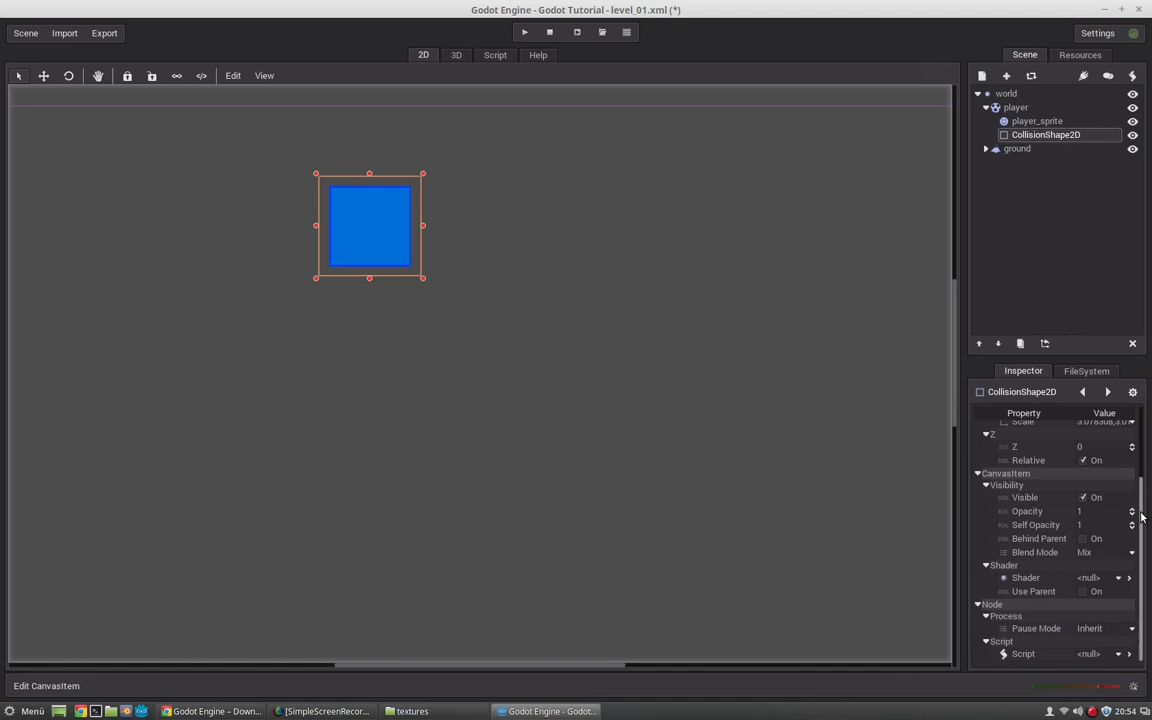 Godot Engine - Godot Tutorial - level_01.xml (*)
Scene Import Export
Settings
2D 3D Script Help
Edit View
Scene Resources
world
player
player_sprite
CollisionShape2D
ground
Inspector FileSystem
CollisionShape2D
Property Value
Scale
Z
Z 0
Relative On
CanvasItem
Visibility
Visible On
Opacity 1
Self Opacity 1
Behind Parent On
Blend Mode Mix
Shader
Shader <null>
Use Parent On
Node
Process
Pause Mode Inherit
Script
Script <null>
Edit CanvasItem
Menü Godot Engine – Down... [SimpleScreenRecor... textures Godot Engine - Godot... 20:54